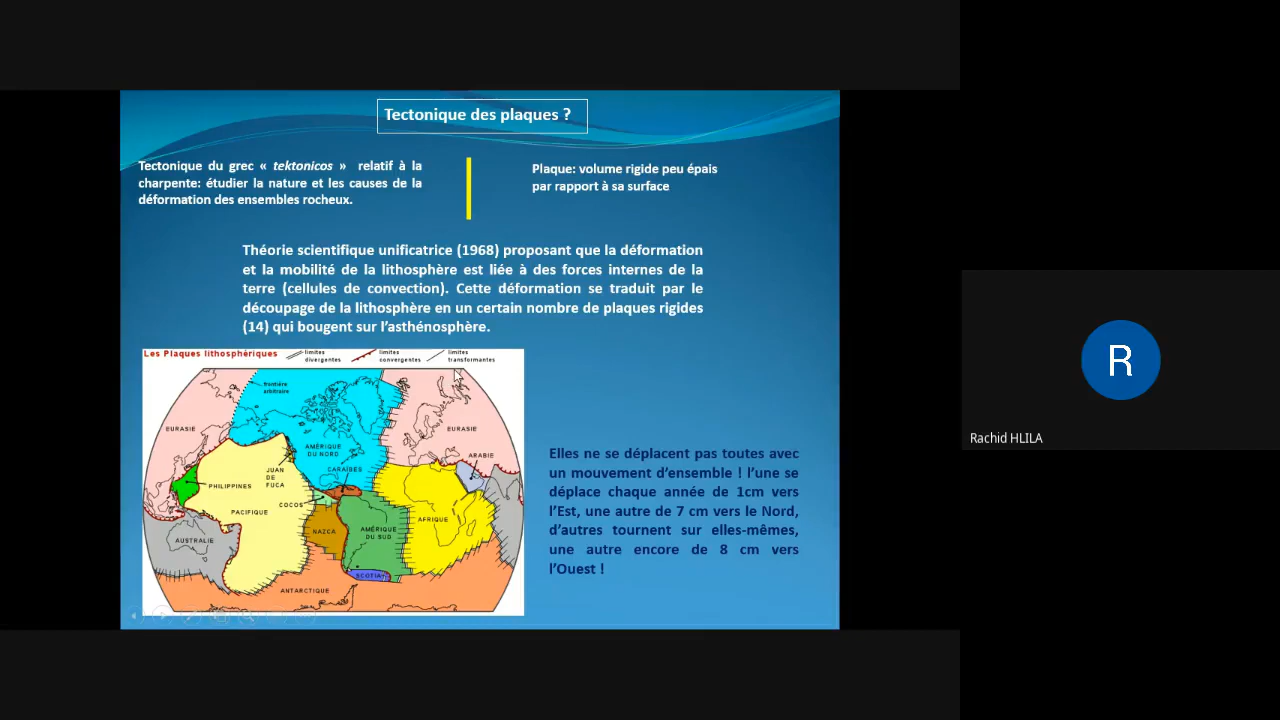 Tectonique des plaques ?
Tectonique du grec « tektonicos » relatif à la
charpente: étudier la nature et les causes de la
déformation des ensembles rocheux.
Plaque: volume rigide peu épais
par rapport à sa surface
Théorie scientifique unificatrice (1968) proposant que la déformation
et la mobilité de la lithosphère est liée à des forces internes de la
terre (cellules de convection). Cette déformation se traduit par le
découpage de la lithosphère en un certain nombre de plaques rigides
(14) qui bougent sur l'asthénosphère.
Les Plaques lithosphériques
limites
divergentes
limites
convergentes
limites
transformantes
frontière
arbitraire
EURASIE
AMÉRIQUE
DU NORD
EURASIE
ARABIE
CARAÏBES
JUAN
DE
FUCA
PHILIPPINES
COCOS
PACIFIQUE
AFRIQUE
NAZCA
AMÉRIQUE
DU SUD
AUSTRALIE
SCOTIA
ANTARCTIQUE
Elles ne se déplacent pas toutes avec
un mouvement d'ensemble ! l'une se
déplace chaque année de 1cm vers
l'Est, une autre de 7 cm vers le Nord,
d'autres tournent sur elles-mêmes,
une autre encore de 8 cm vers
l'Ouest !
R
Rachid HLILA